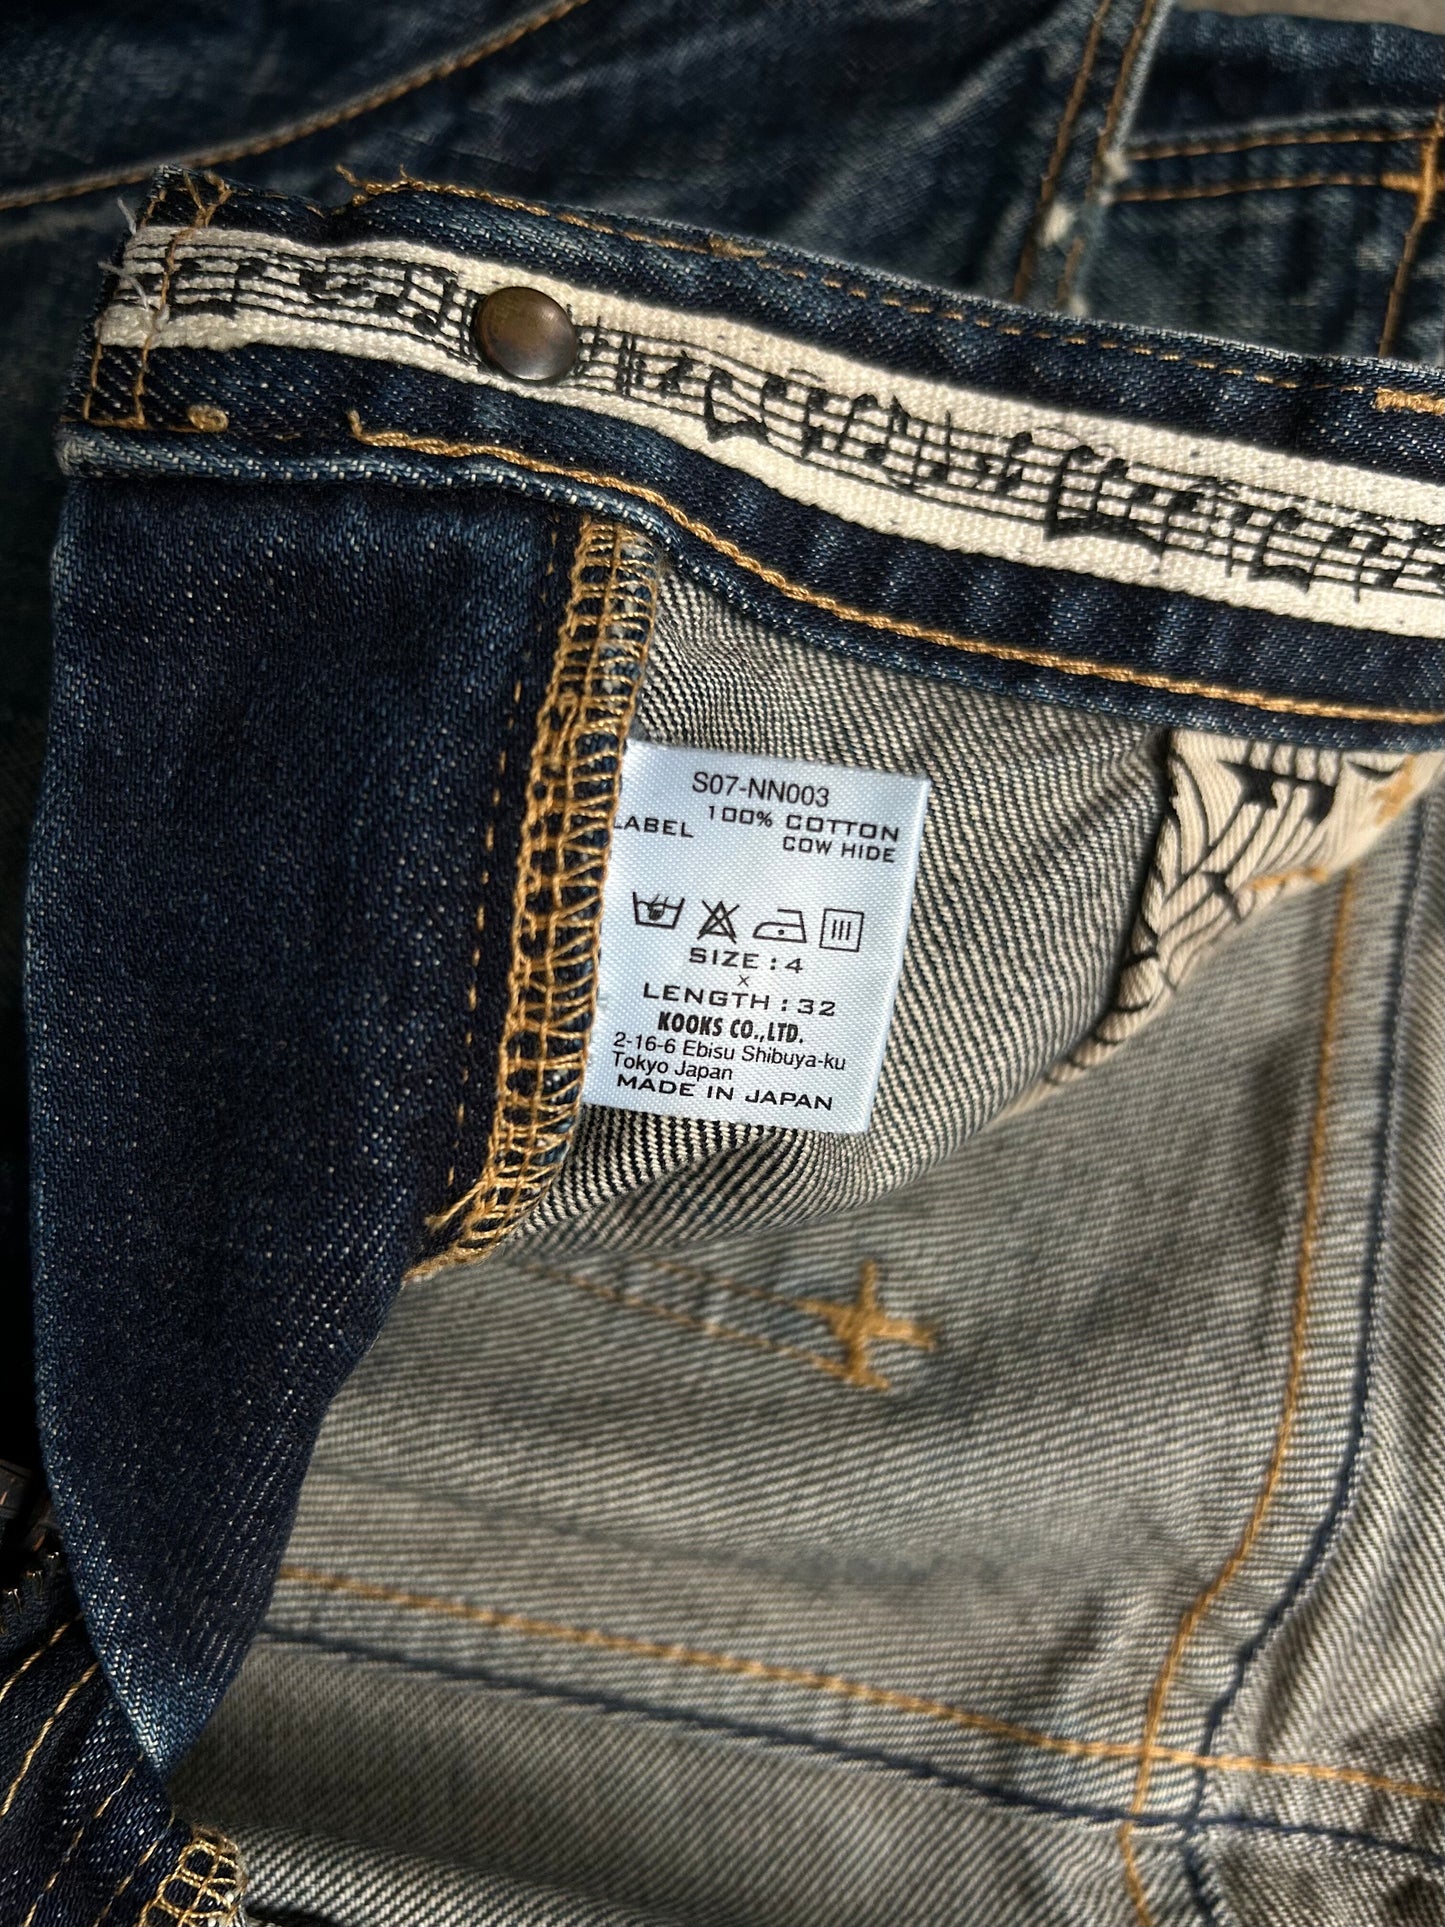 S07-NN003
100% COTTON
LABEL COW HIDE
SIZE : 4
x
LENGTH : 32
KOOKS CO.,LTD.
2-16-6 Ebisu Shibuya-ku
Tokyo Japan
MADE IN JAPAN